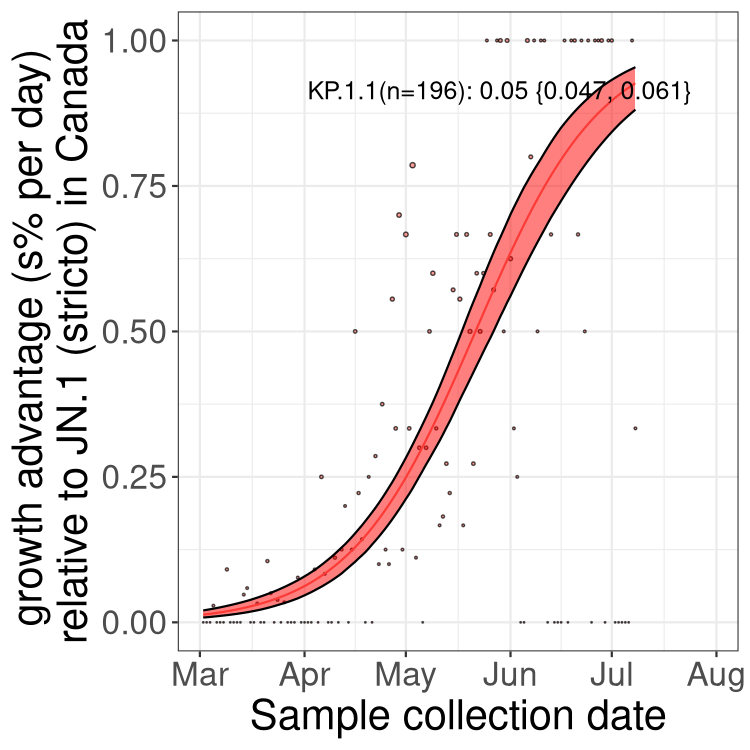 growth advantage (s% per day)
relative to JN.1 (stricto) in Canada
1.00
0.75
0.50
0.25
0.00
KP.1.1(n=196): 0.05 {0.047, 0.061}
Mar Apr May Jun Jul Aug
Sample collection date